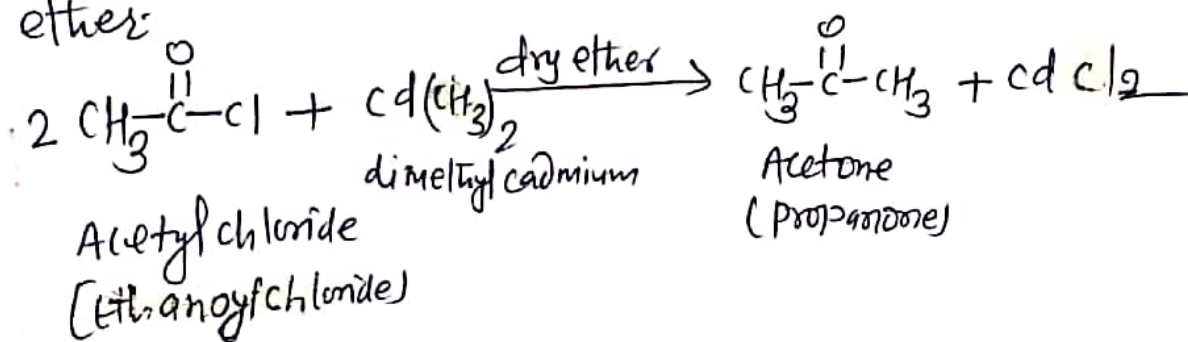 ether:
2 CH3-C(=O)-Cl + Cd(CH3)2 dry ether → CH3-C(=O)-CH3 + CdCl2
dimethyl cadmium
Acetone
Acetyl chloride
(Propanone)
[Ethanoyl chloride)